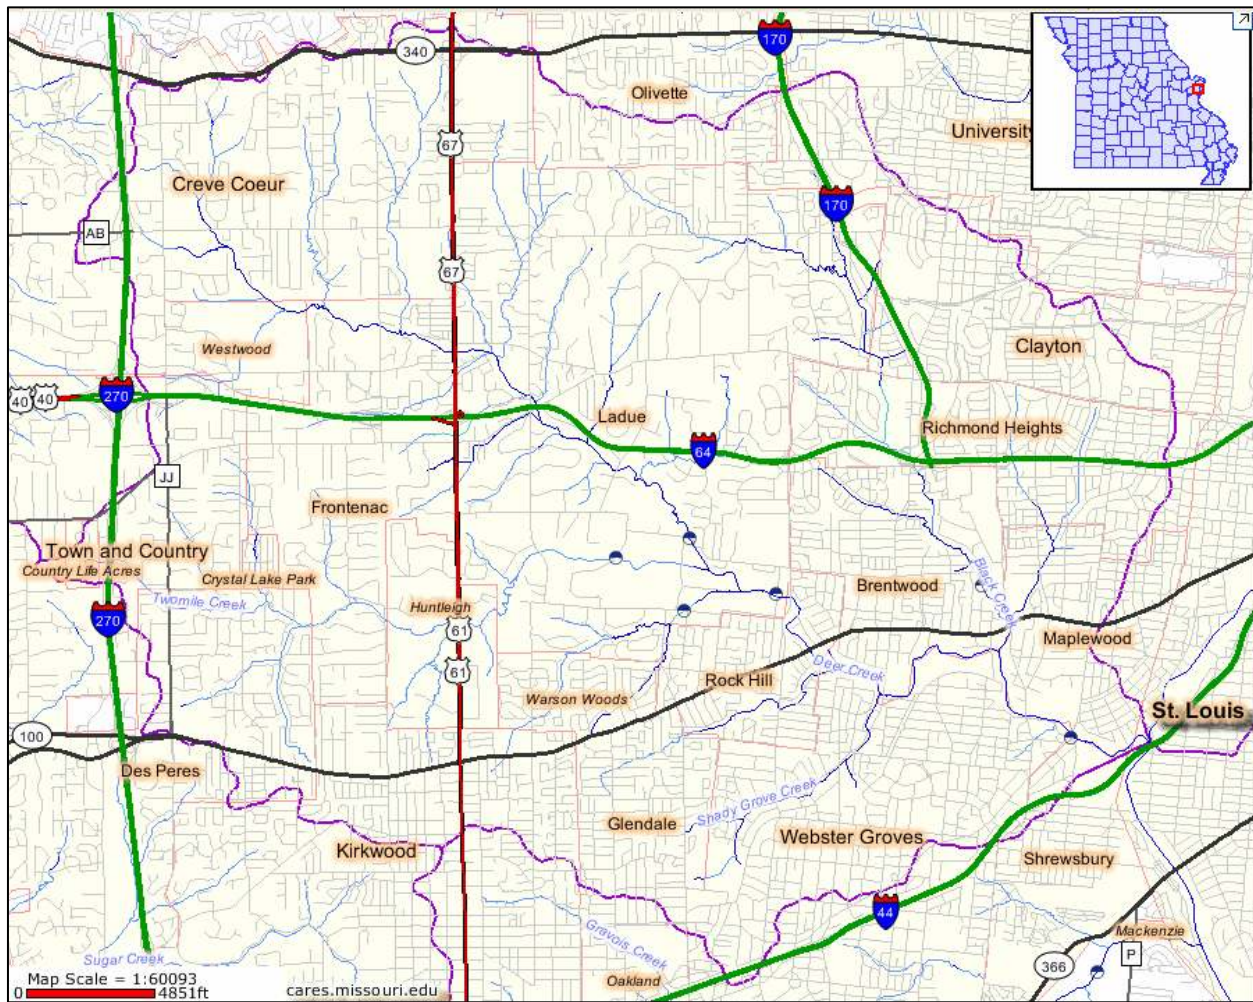 340
170
Olivette
University
67
Creve Coeur
170
AB
67
Westwood
Clayton
40
40
270
Ladue
Richmond Heights
64
JJ
Frontenac
Town and Country
Country Life Acres
Crystal Lake Park
Brentwood
Black Creek
Twomile Creek
Huntleigh
270
61
Maplewood
61
Deer Creek
Rock Hill
Warson Woods
St. Louis
100
Des Peres
Shady Grove Creek
Glendale
Webster Groves
Kirkwood
Shrewsbury
44
Gravois Creek
Mackenzie
Sugar Creek
P
366
Oakland
Map Scale = 1:60093
0 4851ft
cares.missouri.edu